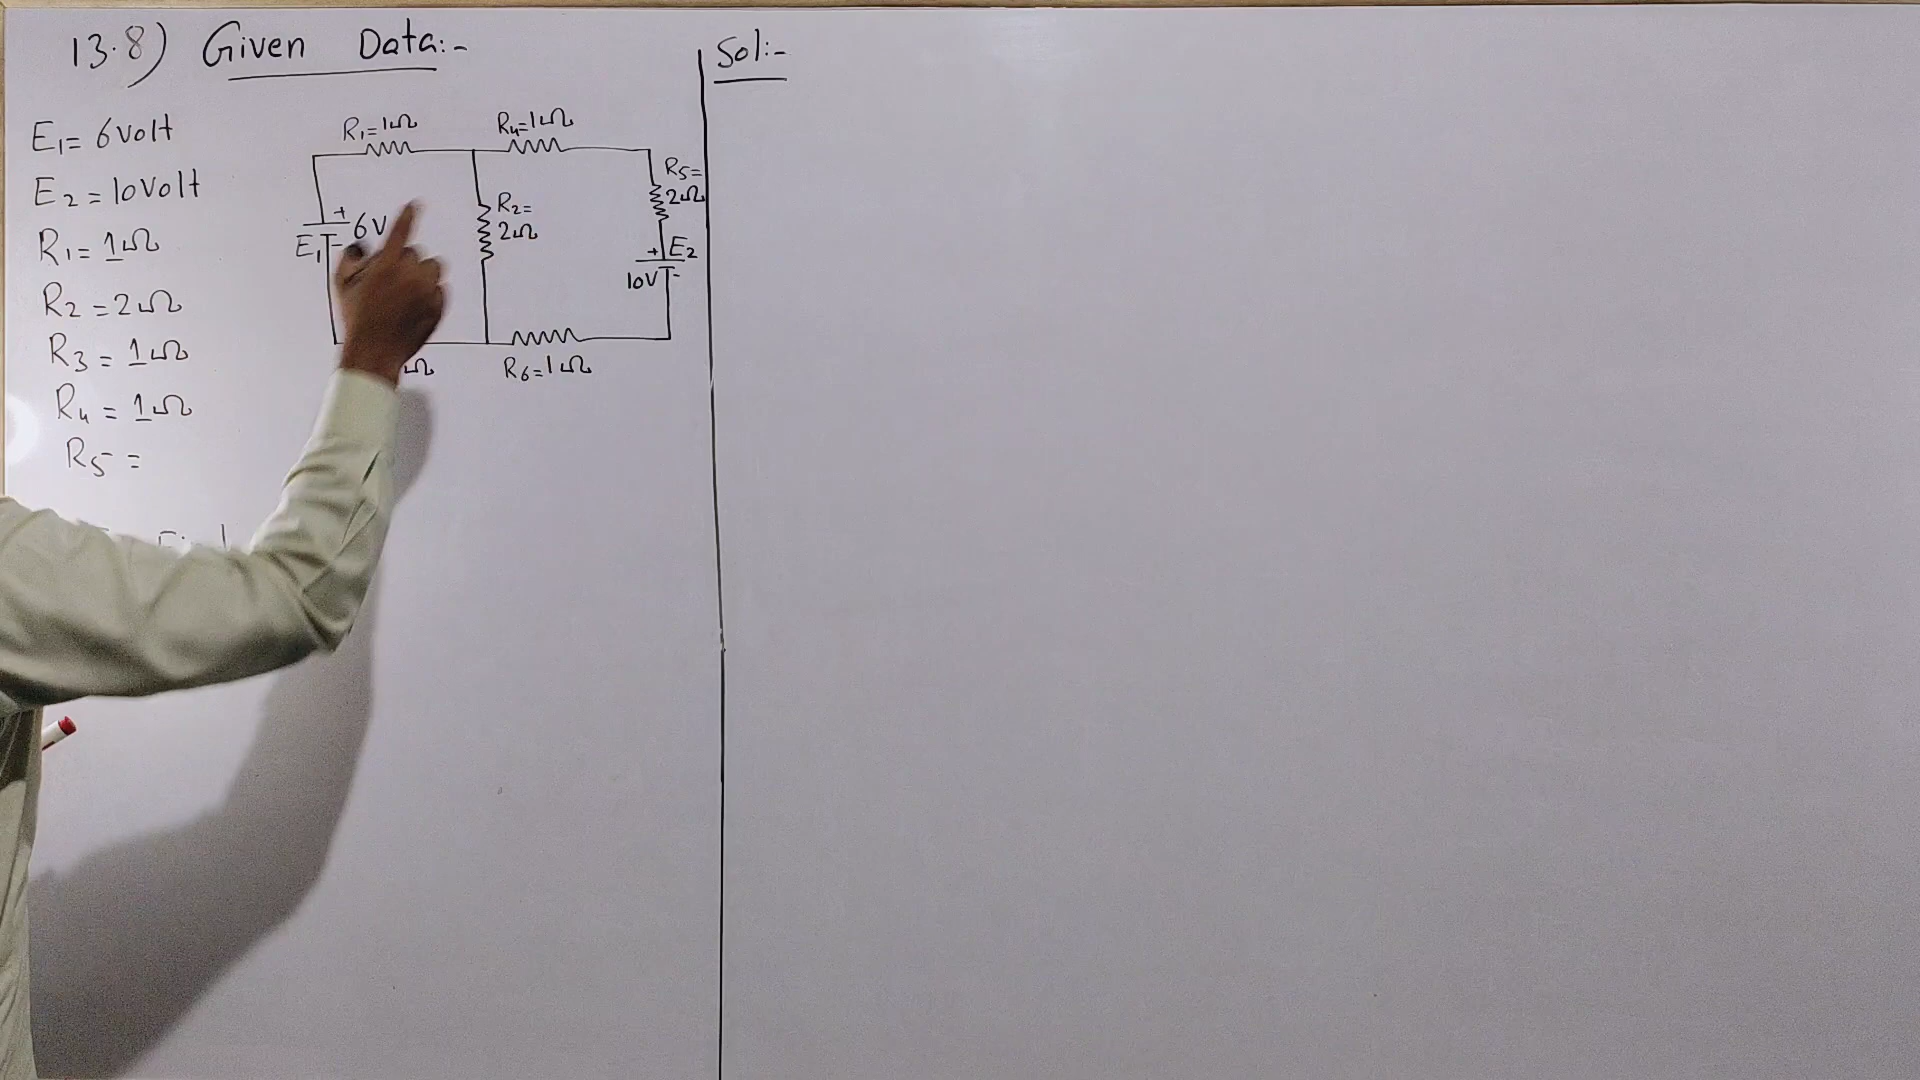 13.8) Given Data:-
E1= 6volt
E2 = 10Volt
R1 = 1Ω
R2 = 2Ω
R3 = 1Ω
R4 = 1Ω
R5 =
R1=1Ω
R4=1Ω
R5=
2Ω
R2=
2Ω
+
6V
E1
-
+ E2
10V -
Ω
R6=1Ω
Sol:-